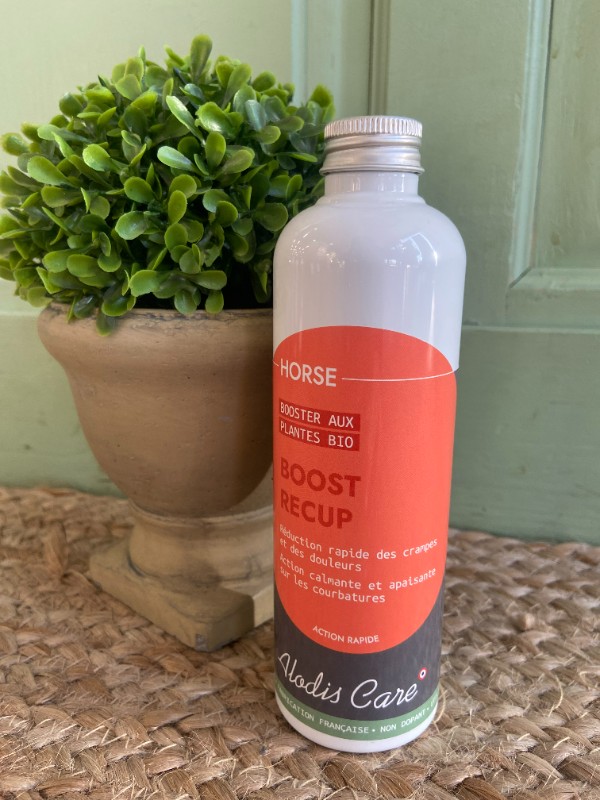 HORSE
BOOSTER AUX
PLANTES BIO
BOOST
RECUP
Réduction rapide des crampes
et des douleurs
Action calmante et apaisante
sur les courbatures
ACTION RAPIDE
Alodis Care
FRANÇAISE • NON DOPANT •